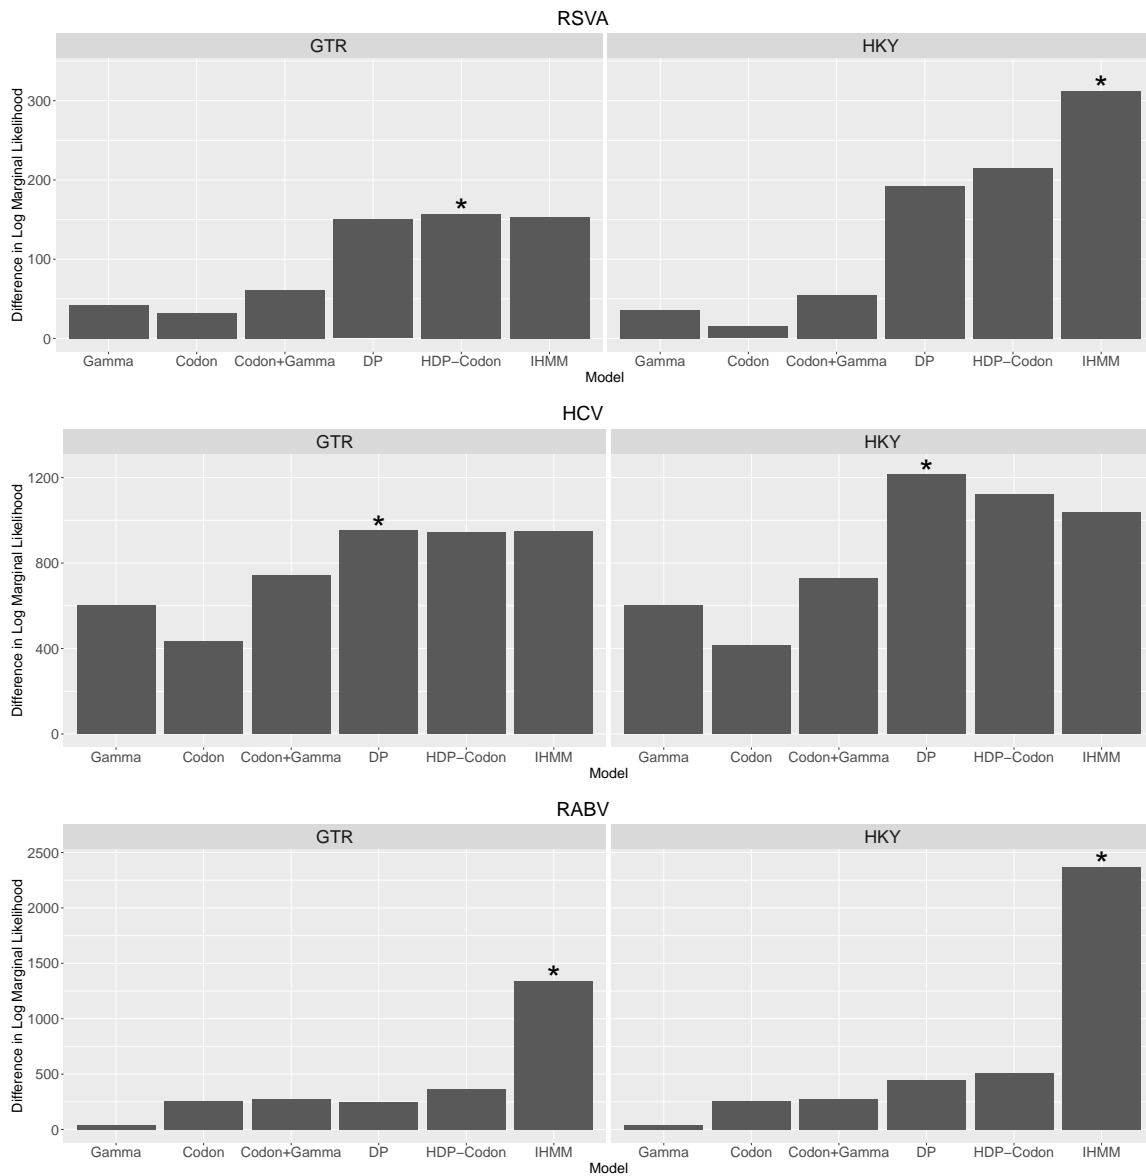 RSVA
GTR HKY
* *
300
200
100
0
Difference in Log Marginal Likelihood
Gamma Codon Codon+Gamma DP HDP−Codon IHMM Gamma Codon Codon+Gamma DP HDP−Codon IHMM
Model
HCV
GTR HKY
* *
1200
800
400
0
Difference in Log Marginal Likelihood
Gamma Codon Codon+Gamma DP HDP−Codon IHMM Gamma Codon Codon+Gamma DP HDP−Codon IHMM
Model
RABV
GTR HKY
* *
2500
2000
1500
1000
500
0
Difference in Log Marginal Likelihood
Gamma Codon Codon+Gamma DP HDP−Codon IHMM Gamma Codon Codon+Gamma DP HDP−Codon IHMM
Model